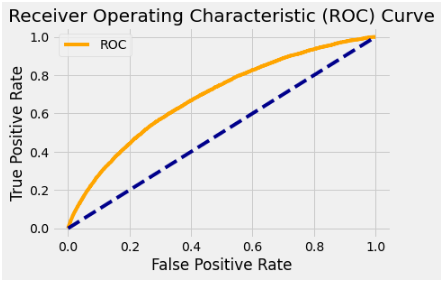 Receiver Operating Characteristic (ROC) Curve
ROC
True Positive Rate
1.0
0.8
0.6
0.4
0.2
0.0
0.0 0.2 0.4 0.6 0.8 1.0
False Positive Rate